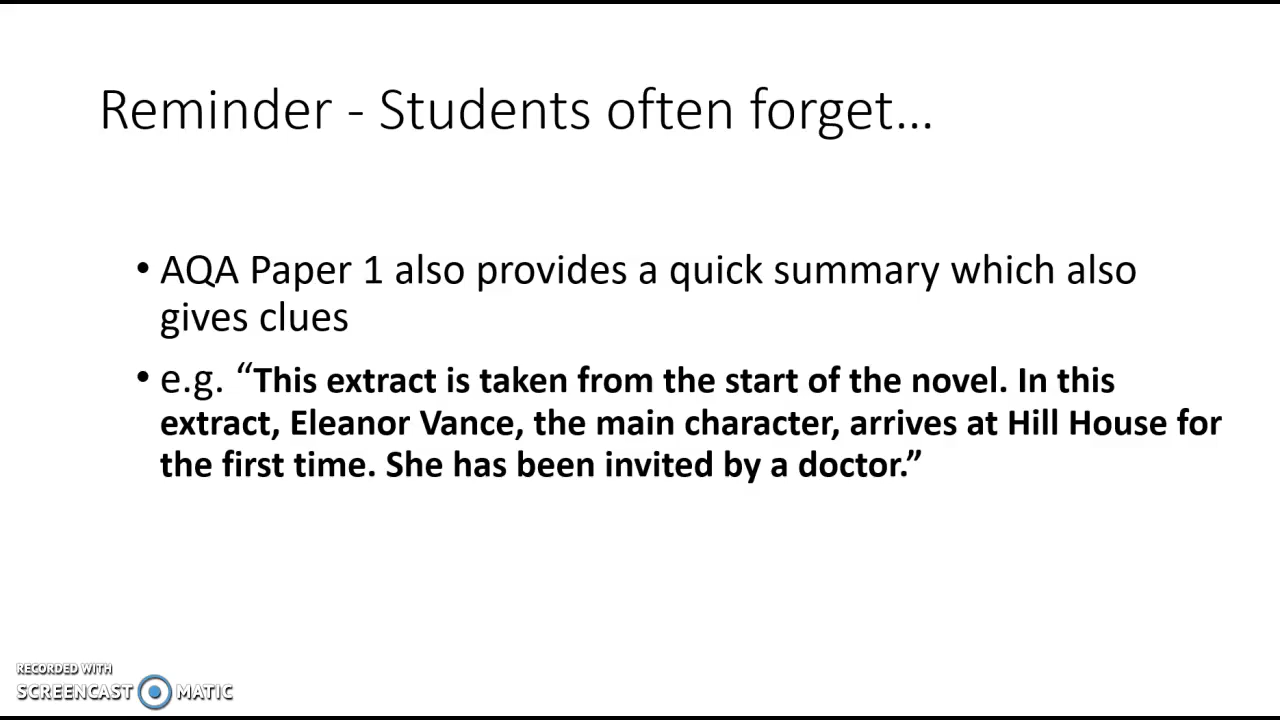 Reminder - Students often forget…
• AQA Paper 1 also provides a quick summary which also
gives clues
• e.g. “This extract is taken from the start of the novel. In this
extract, Eleanor Vance, the main character, arrives at Hill House for
the first time. She has been invited by a doctor.”
RECORDED WITH
SCREENCAST MATIC